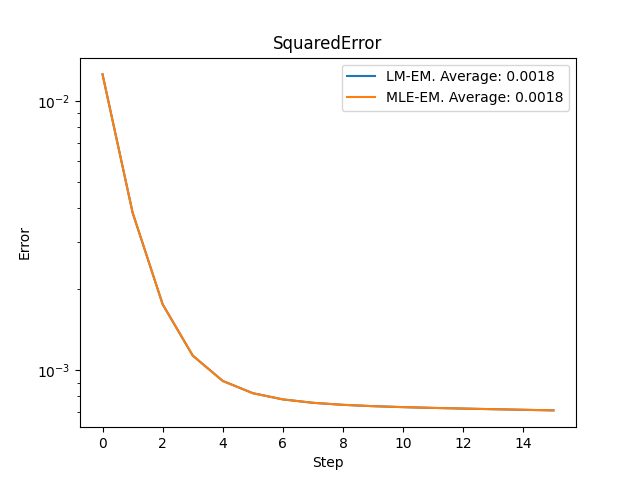 SquaredError
LM-EM. Average: 0.0018
MLE-EM. Average: 0.0018
10⁻²
10⁻³
Error
0 2 4 6 8 10 12 14
Step